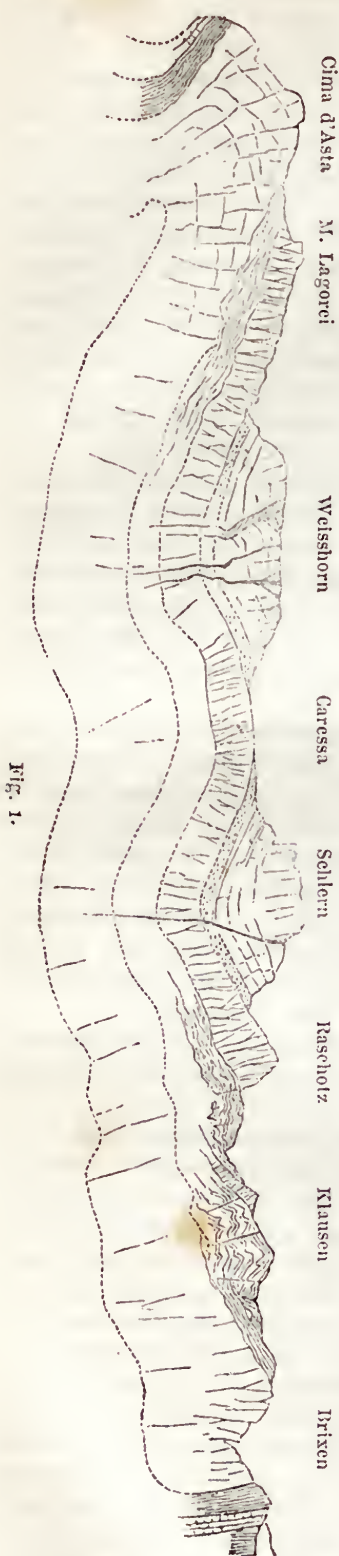 Cima d'Asta
M. Lagorei
Weisshorn
Caressa
Schlern
Raschotz
Klausen
Brixen
Fig. 1.